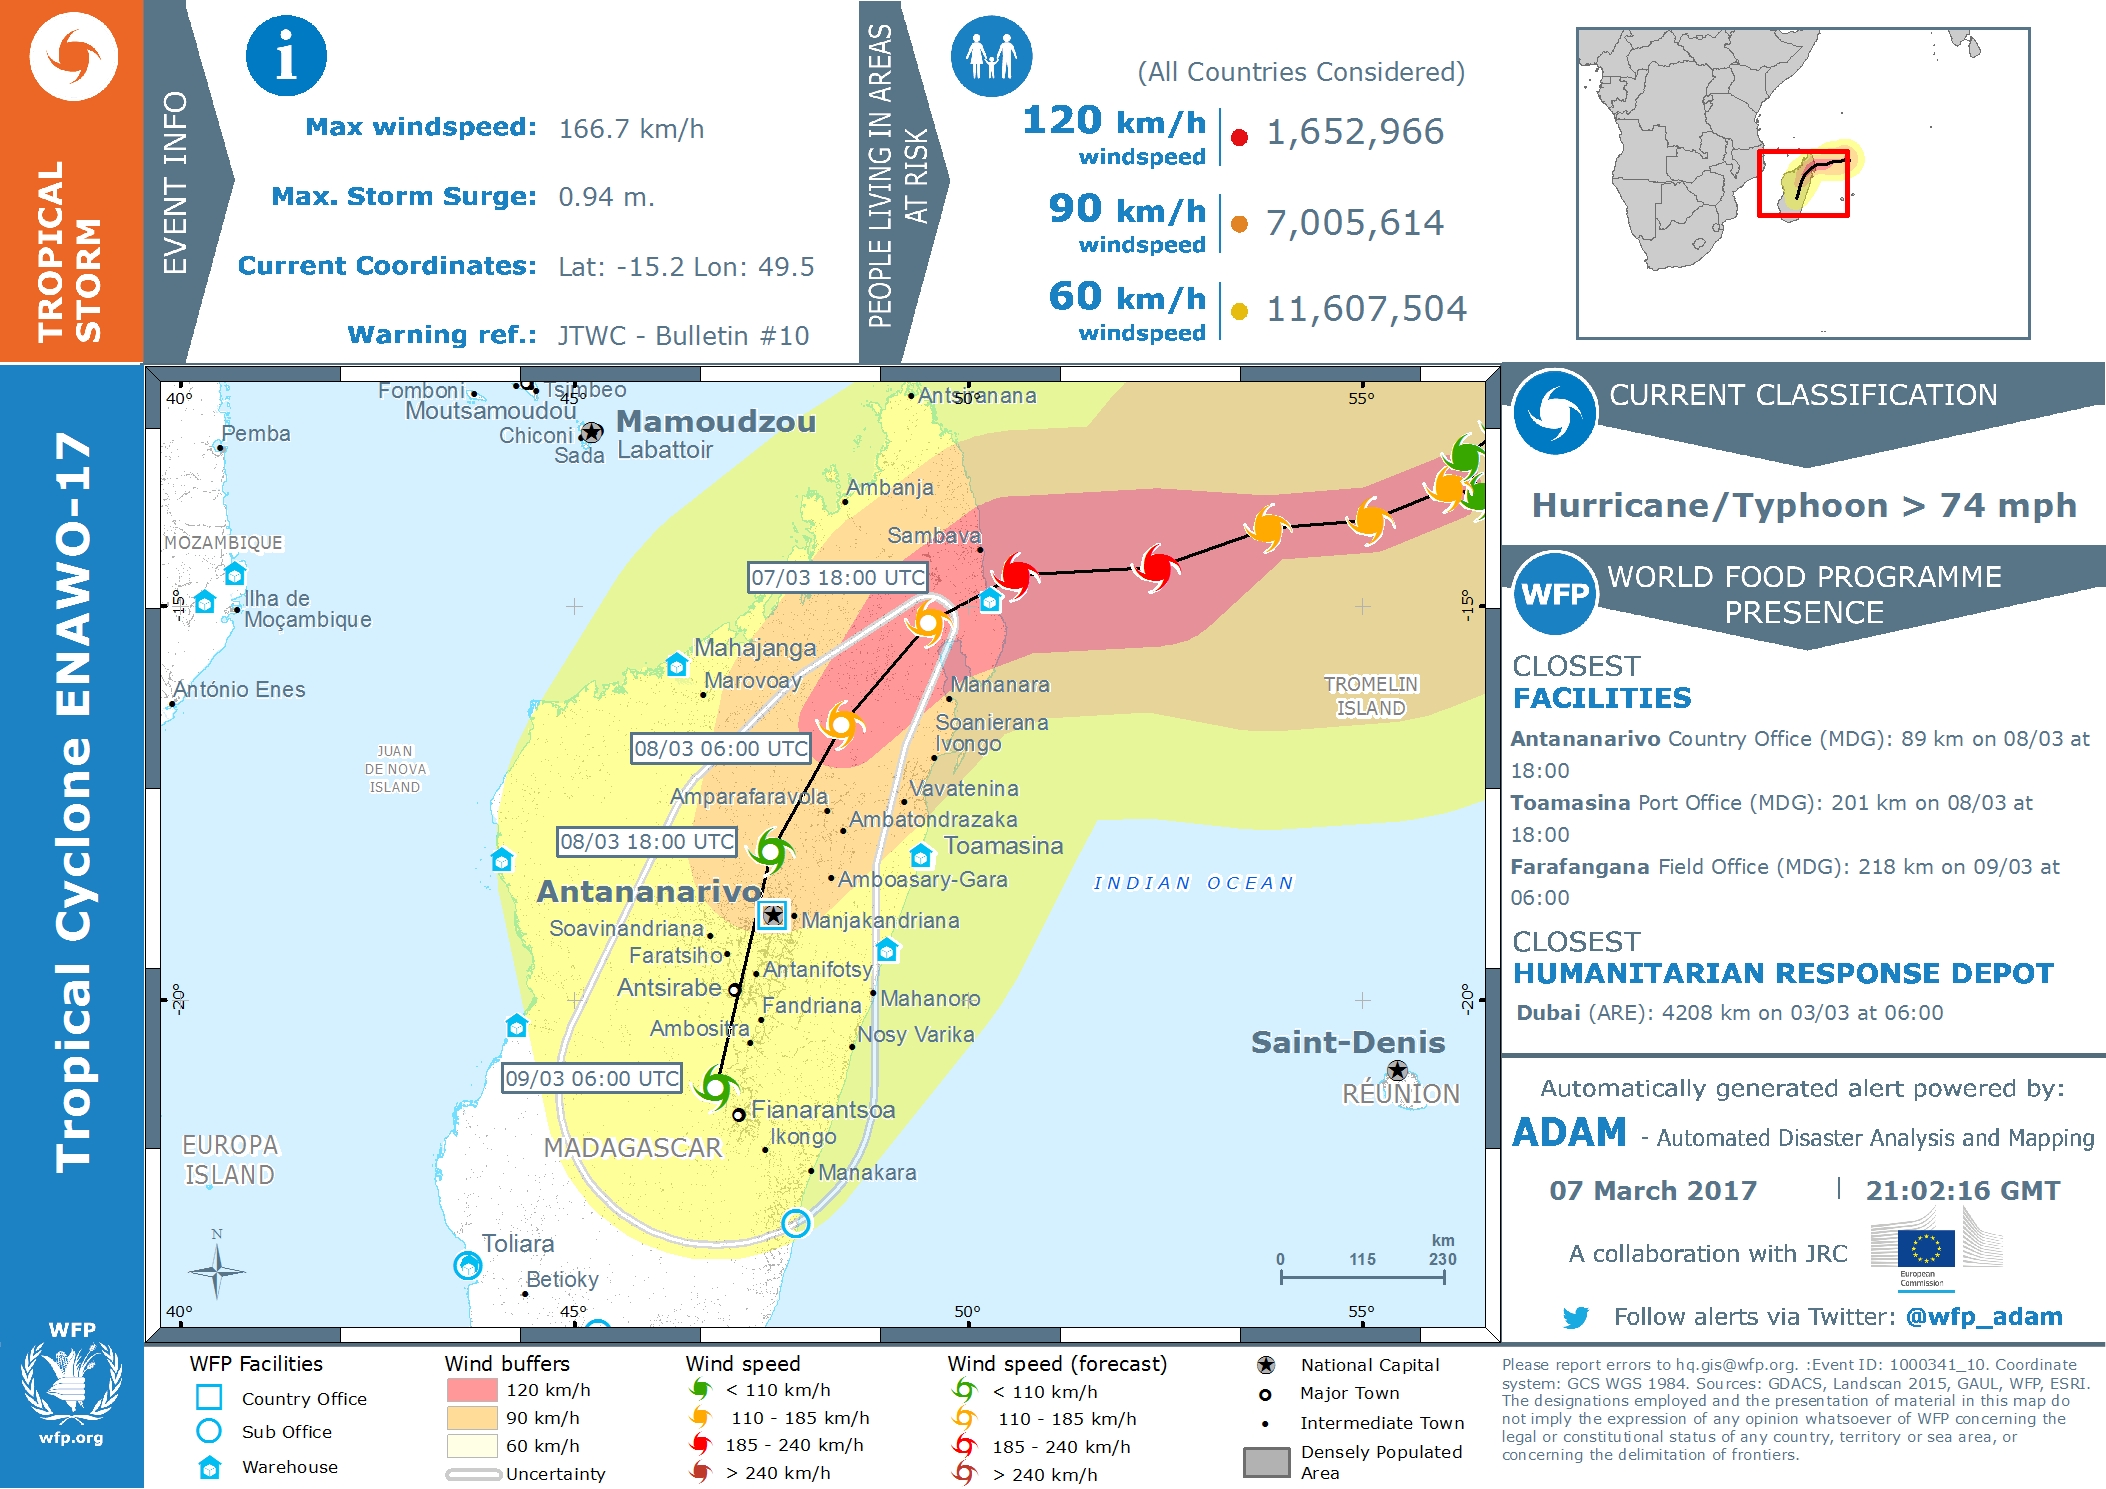 TROPICAL
STORM
EVENT INFO
Max windspeed: 166.7 km/h
Max. Storm Surge: 0.94 m.
Current Coordinates: Lat: -15.2 Lon: 49.5
Warning ref.: JTWC - Bulletin #10
PEOPLE LIVING IN AREAS
AT RISK
(All Countries Considered)
120 km/h
windspeed
1,652,966
90 km/h
windspeed
7,005,614
60 km/h
windspeed
11,607,504
Tropical Cyclone ENAWO-17
WFP
wfp.org
40°
45°
50°
55°
Fomboni
Tsimbeo
Moutsamoudou
Mamoudzou
Chiconi
Labattoir
Sada
Antsiranana
Pemba
Ambanja
MOZAMBIQUE
Sambava
07/03 18:00 UTC
-15°
-15°
Ilha de
Moçambique
Mahajanga
Marovoay
António Enes
Mananara
TROMELIN
ISLAND
Soanierana
Ivongo
08/03 06:00 UTC
JUAN
DE NOVA
ISLAND
Amparafaravola
Vavatenina
Ambatondrazaka
08/03 18:00 UTC
Toamasina
Amboasary-Gara
INDIAN OCEAN
Antananarivo
Manjakandriana
Soavinandriana
Faratsiho
Antanifotsy
Antsirabe
Fandriana
Mahanoro
-20°
-20°
Ambositra
Nosy Varika
Saint-Denis
RÉUNION
09/03 06:00 UTC
Fianarantsoa
Ikongo
MADAGASCAR
Manakara
EUROPA
ISLAND
N
Toliara
Betioky
km
0 115 230
40°
45°
50°
55°
CURRENT CLASSIFICATION
Hurricane/Typhoon > 74 mph
WFP
WORLD FOOD PROGRAMME
PRESENCE
CLOSEST
FACILITIES
Antananarivo Country Office (MDG): 89 km on 08/03 at
18:00
Toamasina Port Office (MDG): 201 km on 08/03 at
18:00
Farafangana Field Office (MDG): 218 km on 09/03 at
06:00
CLOSEST
HUMANITARIAN RESPONSE DEPOT
Dubai (ARE): 4208 km on 03/03 at 06:00
Automatically generated alert powered by:
ADAM - Automated Disaster Analysis and Mapping
07 March 2017 | 21:02:16 GMT
A collaboration with JRC
European
Commission
Follow alerts via Twitter: @wfp_adam
WFP Facilities
Country Office
Sub Office
Warehouse
Wind buffers
120 km/h
90 km/h
60 km/h
Uncertainty
Wind speed
< 110 km/h
110 - 185 km/h
185 - 240 km/h
> 240 km/h
Wind speed (forecast)
< 110 km/h
110 - 185 km/h
185 - 240 km/h
> 240 km/h
National Capital
Major Town
Intermediate Town
Densely Populated
Area
Please report errors to hq.gis@wfp.org. :Event ID: 1000341_10. Coordinate
system: GCS WGS 1984. Sources: GDACS, Landscan 2015, GAUL, WFP, ESRI.
The designations employed and the presentation of material in this map do
not imply the expression of any opinion whatsoever of WFP concerning the
legal or constitutional status of any country, territory or sea area, or
concerning the delimitation of frontiers.